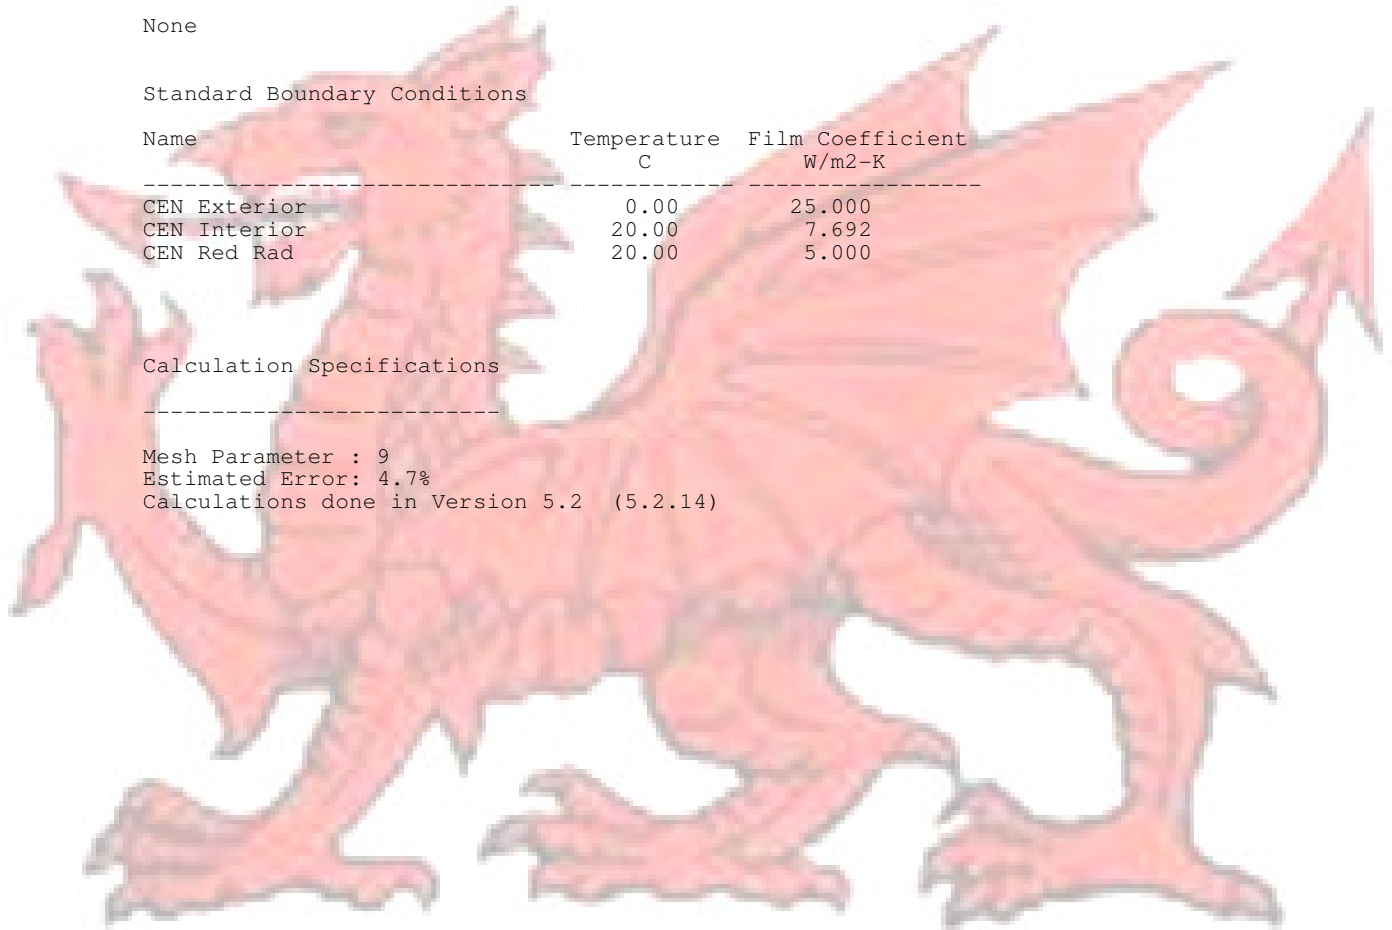 None
Standard Boundary Conditions
Name Temperature Film Coefficient
C W/m2-K
------------------------------ ------------ -----------------
CEN Exterior 0.00 25.000
CEN Interior 20.00 7.692
CEN Red Rad 20.00 5.000
Calculation Specifications
--------------------------
Mesh Parameter : 9
Estimated Error: 4.7%
Calculations done in Version 5.2 (5.2.14)